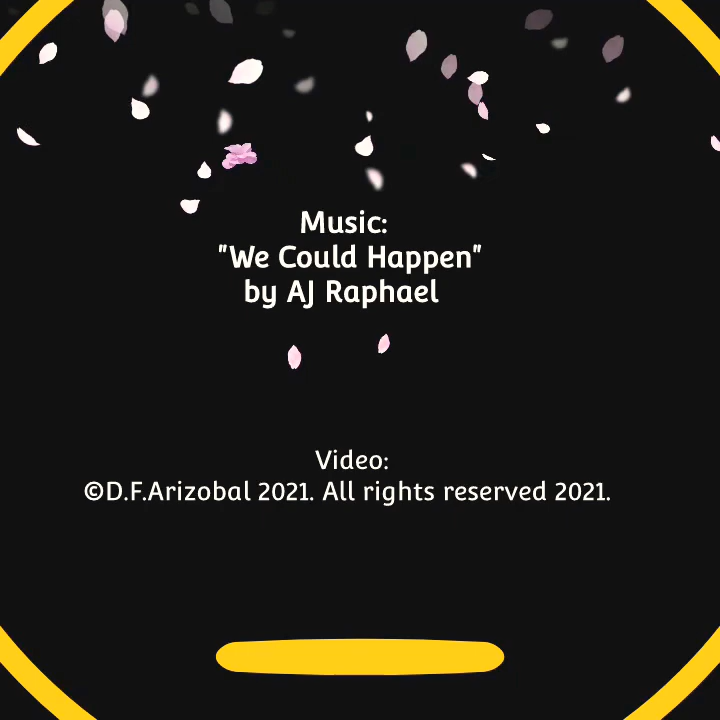 Music:
"We Could Happen"
by AJ Raphael
Video:
©D.F.Arizobal 2021. All rights reserved 2021.